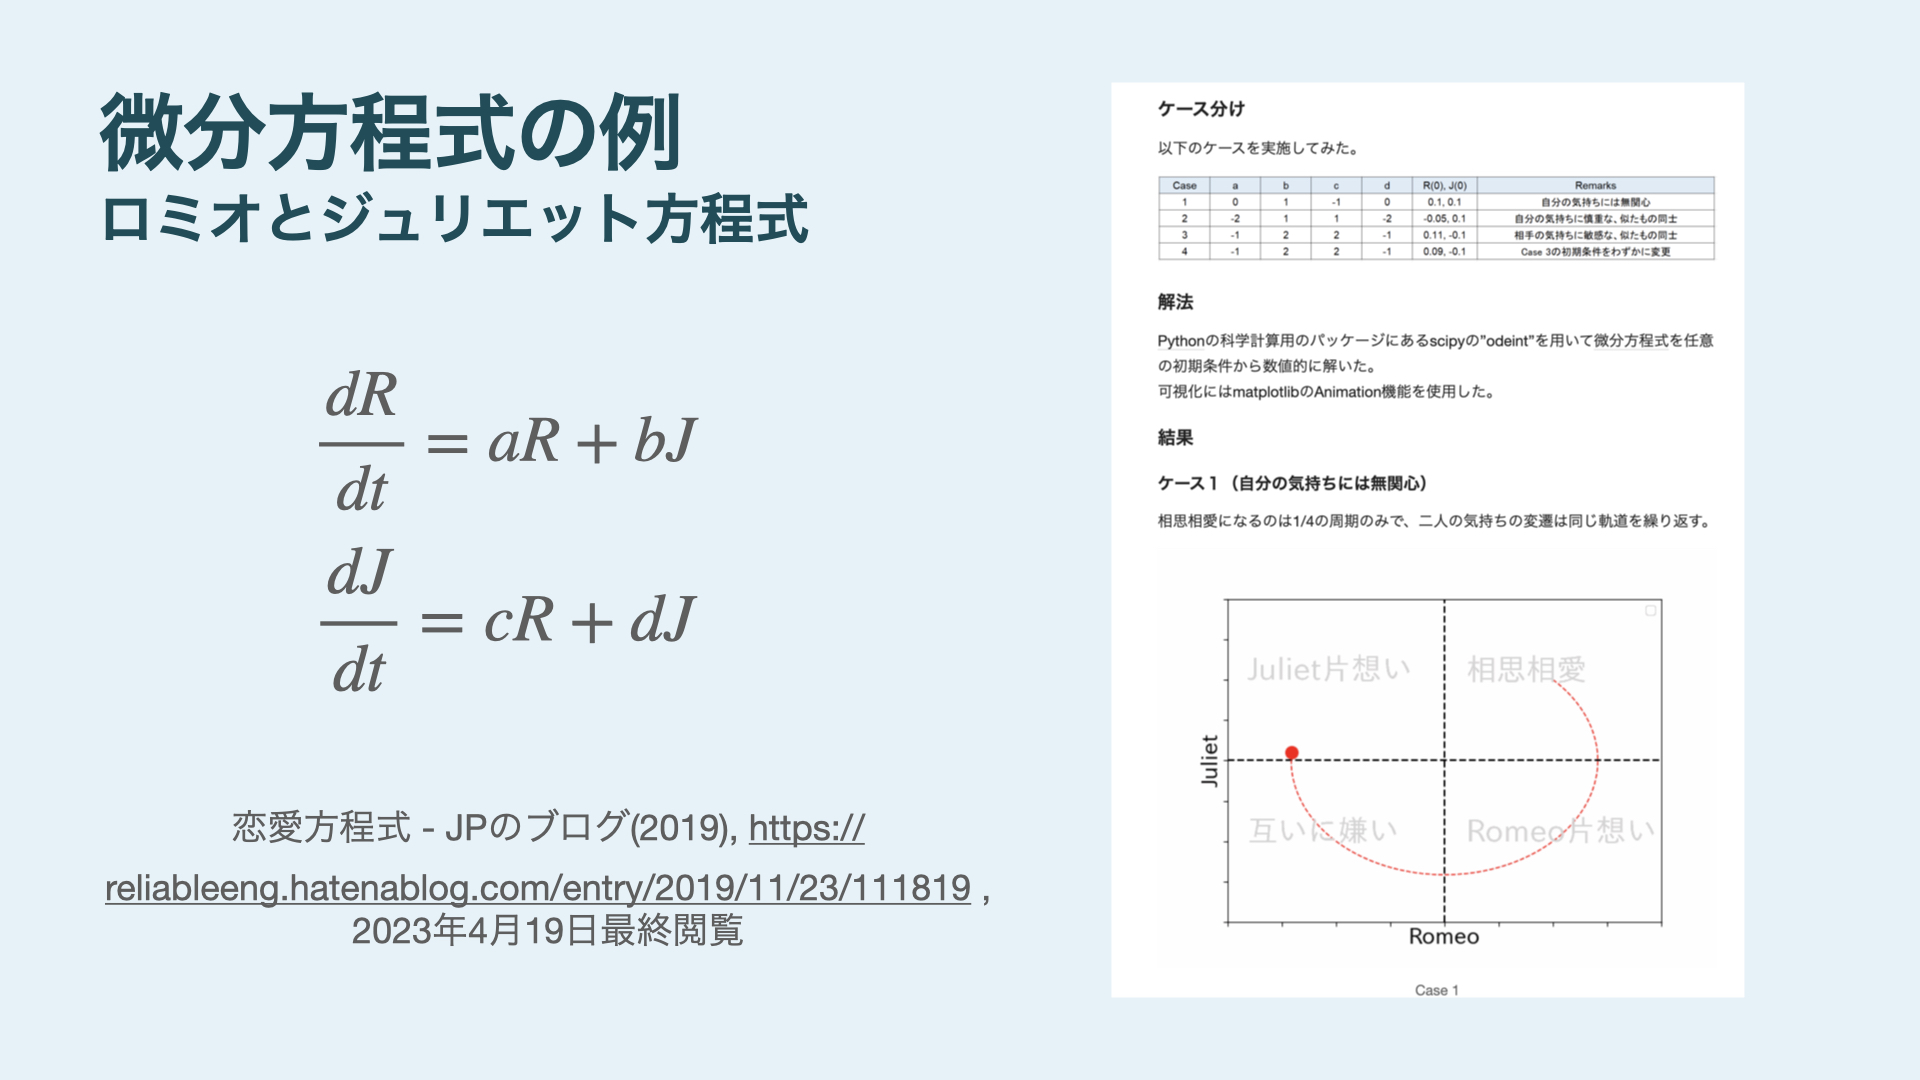 微分方程式の例
ロミオとジュリエット方程式
dR/dt = aR + bJ
dJ/dt = cR + dJ
恋愛方程式 - JPのブログ(2019), https://
reliableeng.hatenablog.com/entry/2019/11/23/111819 ,
2023年4月19日最終閲覧
ケース分け
以下のケースを実施してみた。
Case a b c d R(0), J(0) Remarks
1 0 1 -1 0 0.1, 0.1 自分の気持ちには無関心
2 -2 1 1 -2 -0.05, 0.1 自分の気持ちに慎重な、似たもの同士
3 -1 2 2 -1 0.11, -0.1 相手の気持ちに敏感な、似たもの同士
4 -1 2 2 -1 0.09, -0.1 Case 3の初期条件をわずかに変更
解法
Pythonの科学計算用のパッケージにあるscipyの”odeint”を用いて微分方程式を任意
の初期条件から数値的に解いた。
可視化にはmatplotlibのAnimation機能を使用した。
結果
ケース1（自分の気持ちには無関心）
相思相愛になるのは1/4の周期のみで、二人の気持ちの変遷は同じ軌道を繰り返す。
Juliet片想い 相思相愛
Juliet
互いに嫌い Romeo片想い
Romeo
Case 1